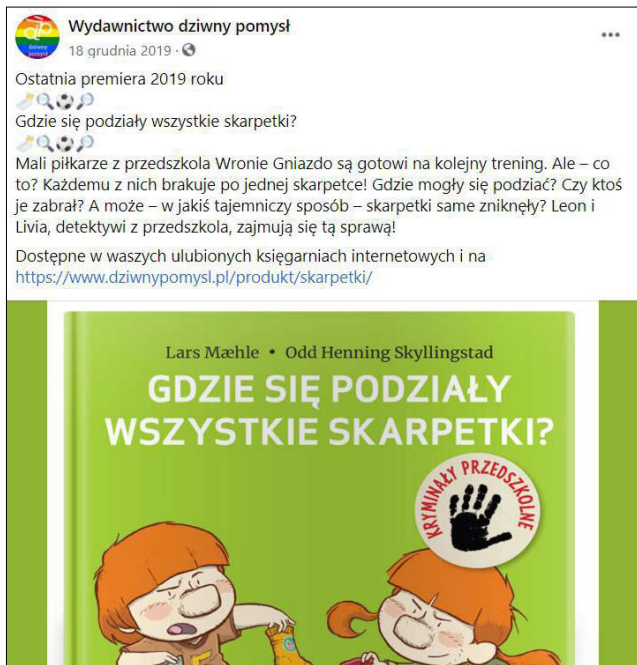 Wydawnictwo dziwny pomysł
18 grudnia 2019
dziwny
pomysł
Ostatnia premiera 2019 roku
Gdzie się podziały wszystkie skarpetki?
Mali piłkarze z przedszkola Wronie Gniazdo są gotowi na kolejny trening. Ale – co
to? Każdemu z nich brakuje po jednej skarpetce! Gdzie mogły się podziać? Czy ktoś
je zabrał? A może – w jakiś tajemniczy sposób – skarpetki same zniknęły? Leon i
Livia, detektywi z przedszkola, zajmują się tą sprawą!
Dostępne w waszych ulubionych księgarniach internetowych i na
https://www.dziwnypomysl.pl/produkt/skarpetki/
Lars Mæhle • Odd Henning Skyllingstad
GDZIE SIĘ PODZIAŁY
WSZYSTKIE SKARPETKI?
KRYMINAŁY PRZEDSZKOLNE